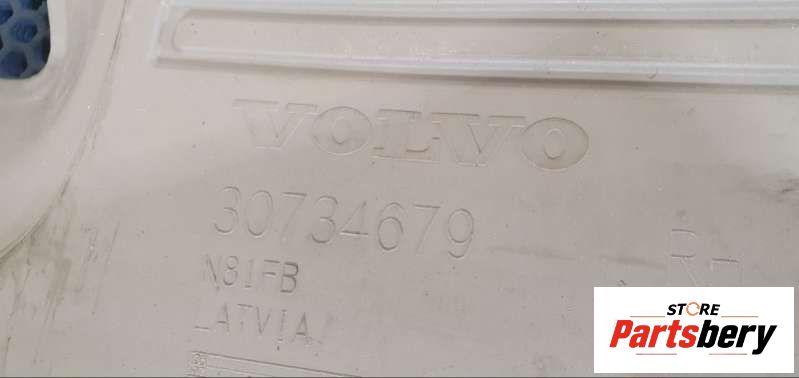 VOLVO
30734679
N81FB
LATVIA
STORE
Partsbery